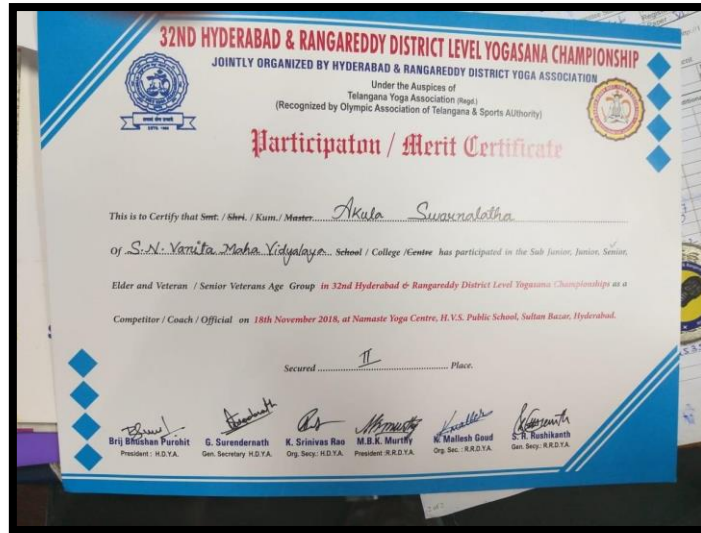 32ND HYDERABAD & RANGAREDDY DISTRICT LEVEL YOGASANA CHAMPIONSHIP
JOINTLY ORGANIZED BY HYDERABAD & RANGAREDDY DISTRICT YOGA ASSOCIATION
Under the Auspices of
Telangana Yoga Association (Regd.)
(Recognized by Olympic Association of Telangana & Sports AUthority)
Participaton / Merit Certificate
This is to Certify that Smt. / Shri. / Kum./ Master Akula Swarnalatha
Of S.N. Vanita Maha Vidyalaya School / College /Centre has participated in the Sub Junior, Junior, Senior,
Elder and Veteran / Senior Veterans Age Group in 32nd Hyderabad & Rangareddy District Level Yogasana Championships as a
Competitor / Coach / Official on 18th November 2018, at Namaste Yoga Centre, H.V.S. Public School, Sultan Bazar, Hyderabad.
Secured II Place.
Brij Bhushan Purohit G. Surendernath K. Srinivas Rao M.B.K. Murthy N. Mallesh Good S. R. Rushikanth
President : H.D.Y.A. Gen. Secretary H.D.Y.A. Org. Secy.: H.D.Y.A. President :R.R.D.Y.A. Org. Sec. : R.R.D.Y.A. Gen. Secy.: R.R.D.Y.A.